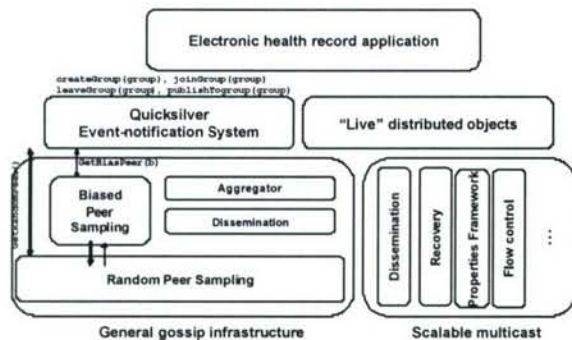 Electronic health record application
createGroup(group), joinGroup(group)
leaveGroup(group), publishTogroup(group)
Quicksilver
Event-notification System
"Live" distributed objects
GetBiasPeer(b)
Biased
Peer
Sampling
Aggregator
Dissemination
Random Peer Sampling
Dissemination
Recovery
Properties Framework
Flow control
...
General gossip infrastructure
Scalable multicast